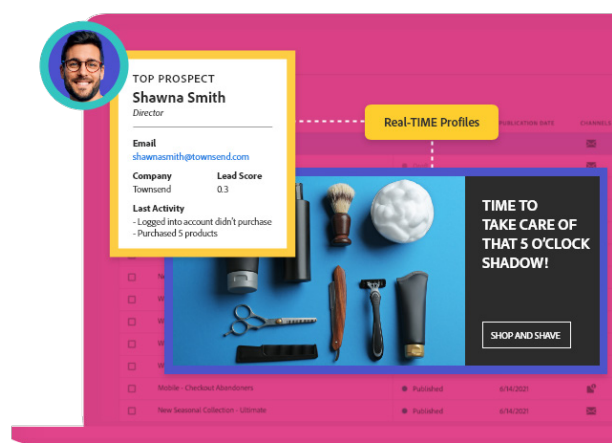 TOP PROSPECT
Shawna Smith
Director
Email
shawnasmith@townsend.com
Company Lead Score
Townsend 0.3
Last Activity
- Logged into account didn't purchase
- Purchased 5 products
Real-TIME Profiles
PUBLICATION DATE CHANNELS
TIME TO
TAKE CARE OF
THAT 5 O'CLOCK
SHADOW!
SHOP AND SHAVE
Mobile - Checkout Abandoners Published 6/14/2021
New Seasonal Collection - Ultimate Published 6/14/2021